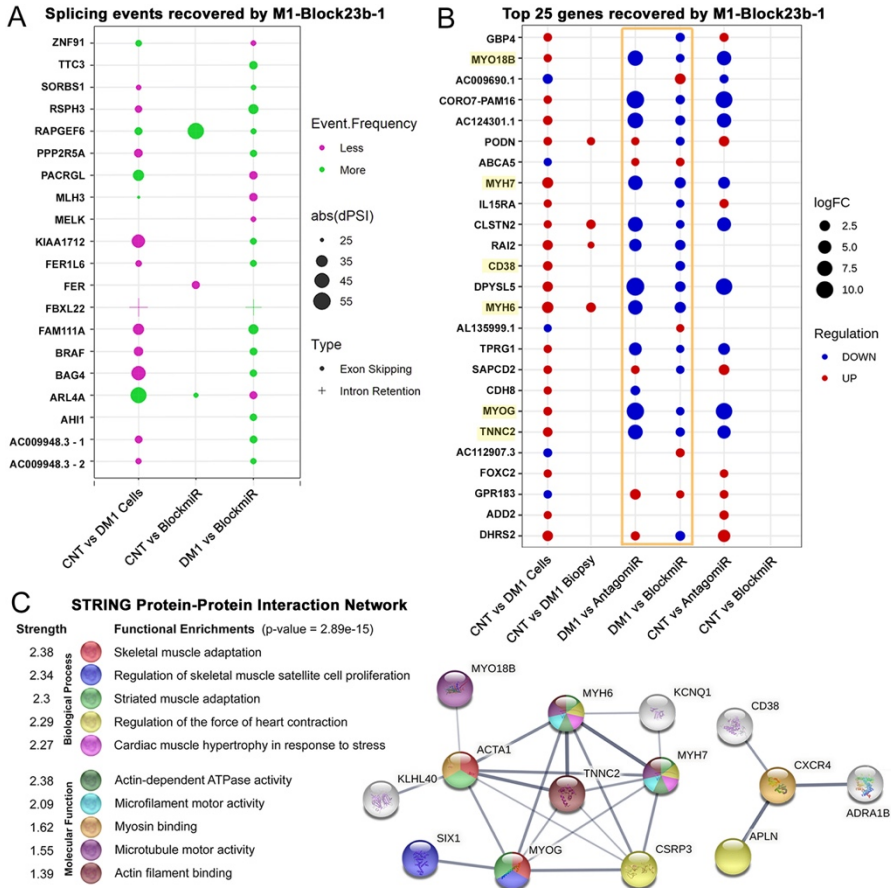 A
Splicing events recovered by M1-Block23b-1
ZNF91
TTC3
SORBS1
RSPH3
RAPGEF6
PPP2R5A
PACRGL
MLH3
MELK
KIAA1712
FER1L6
FER
FBXL22
FAM111A
BRAF
BAG4
ARL4A
AHI1
AC009948.3 - 1
AC009948.3 - 2
CNT vs DM1 Cells
CNT vs BlockmiR
DM1 vs BlockmiR
Event.Frequency
Less
More
abs(dPSI)
25
35
45
55
Type
Exon Skipping
Intron Retention
B
Top 25 genes recovered by M1-Block23b-1
GBP4
MYO18B
AC009690.1
CORO7-PAM16
AC124301.1
PODN
ABCA5
MYH7
IL15RA
CLSTN2
RAI2
CD38
DPYSL5
MYH6
AL135999.1
TPRG1
SAPCD2
CDH8
MYOG
TNNC2
AC112907.3
FOXC2
GPR183
ADD2
DHRS2
CNT vs DM1 Cells
CNT vs DM1 Biopsy
DM1 vs AntagomiR
DM1 vs BlockmiR
CNT vs AntagomiR
CNT vs BlockmiR
logFC
2.5
5.0
7.5
10.0
Regulation
DOWN
UP
C
STRING Protein-Protein Interaction Network
Strength Functional Enrichments (p-value = 2.89e-15)
Biological Process
2.38 Skeletal muscle adaptation
2.34 Regulation of skeletal muscle satellite cell proliferation
2.3 Striated muscle adaptation
2.29 Regulation of the force of heart contraction
2.27 Cardiac muscle hypertrophy in response to stress
Molecular Function
2.38 Actin-dependent ATPase activity
2.09 Microfilament motor activity
1.62 Myosin binding
1.55 Microtubule motor activity
1.39 Actin filament binding
MYO18B
MYH6
KCNQ1
CD38
ACTA1
MYH7
CXCR4
KLHL40
TNNC2
ADRA1B
SIX1
MYOG
CSRP3
APLN